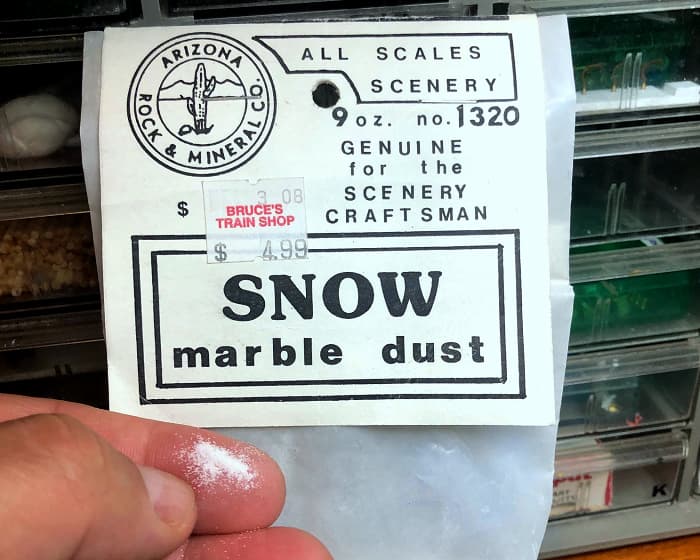 ARIZONA
ROCK & MINERAL CO.
ALL SCALES
SCENERY
9 oz. no. 1320
GENUINE
for the
SCENERY
CRAFTSMAN
$
3 08
BRUCE'S
TRAIN SHOP
$ 4.99
SNOW
marble dust
K